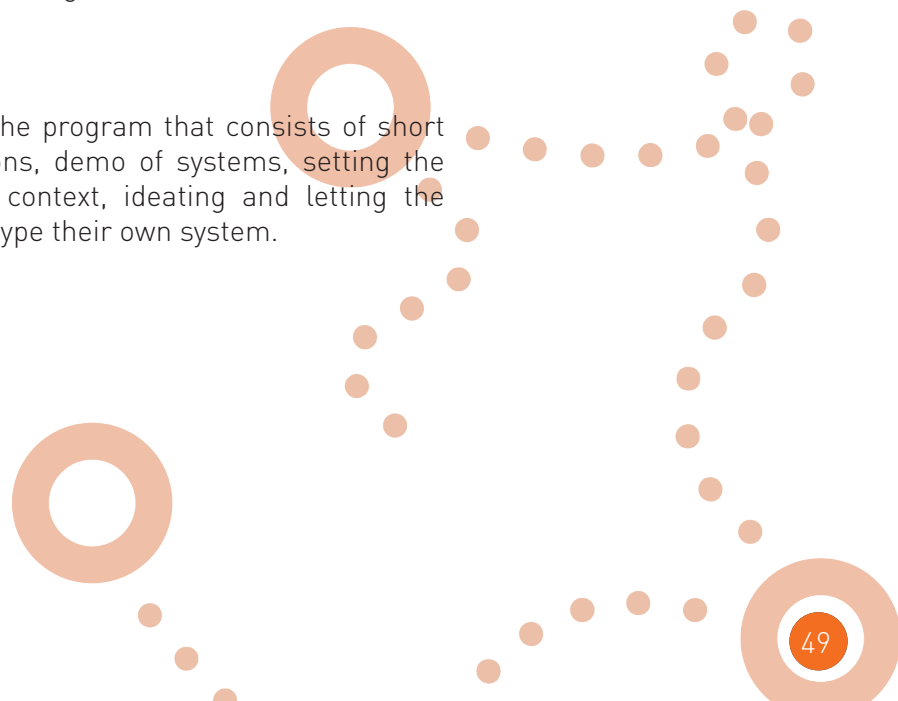 he program that consists of short
ns, demo of systems, setting the
context, ideating and letting the
ype their own system.
49